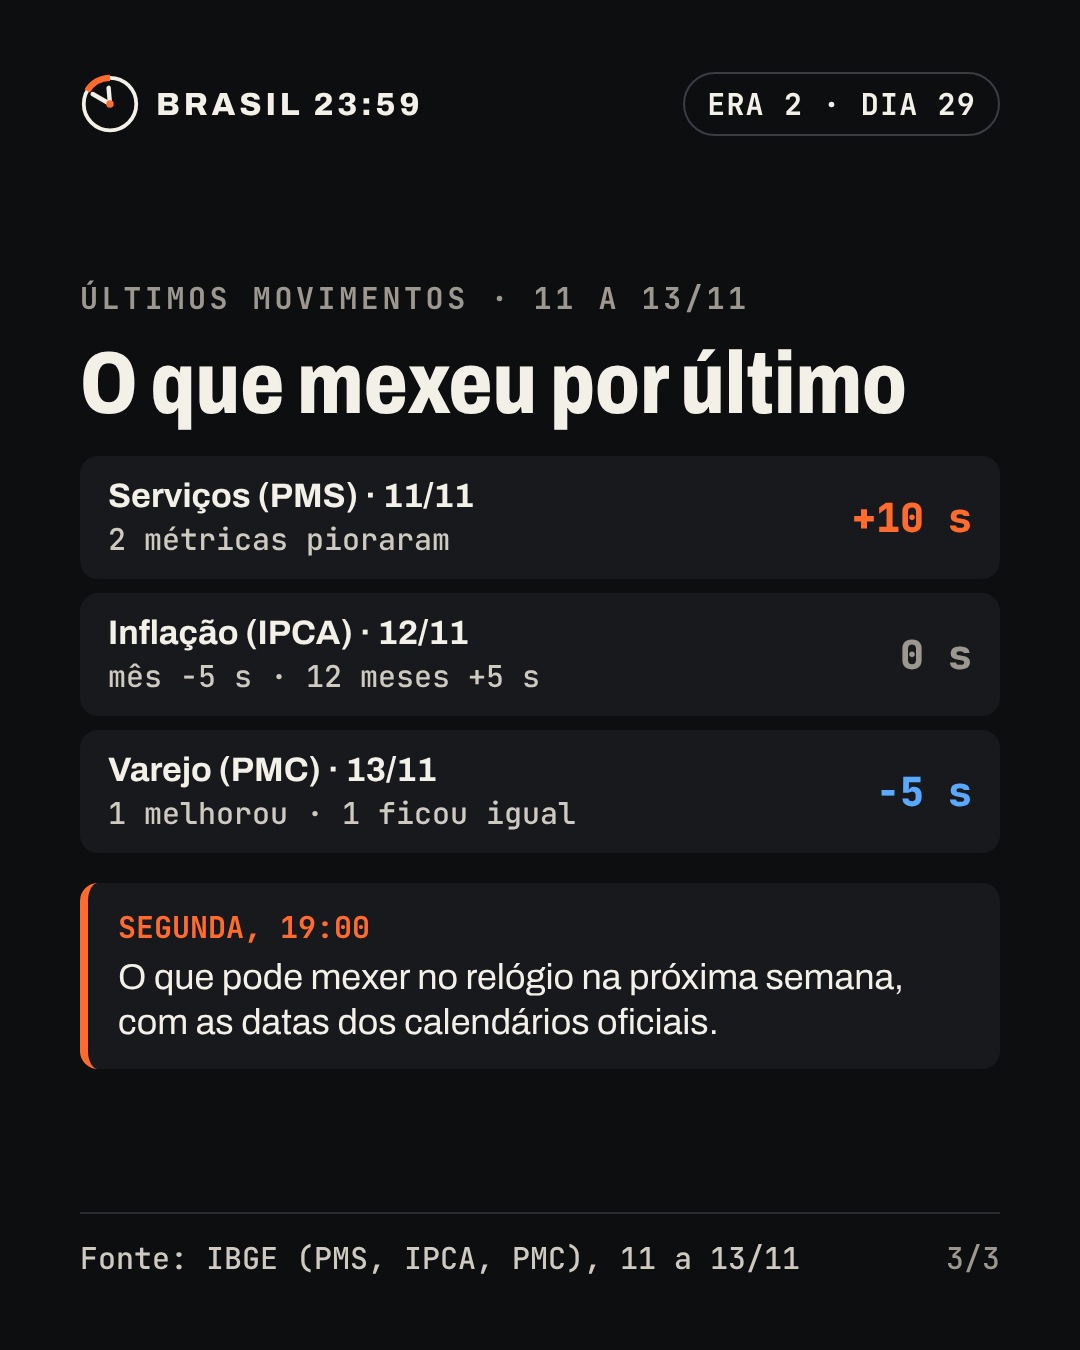 BRASIL 23:59
ERA 2 · DIA 29
ÚLTIMOS MOVIMENTOS · 11 A 13/11
O que mexeu por último
Serviços (PMS) · 11/11
2 métricas pioraram
+10 s
Inflação (IPCA) · 12/11
mês -5 s · 12 meses +5 s
0 s
Varejo (PMC) · 13/11
1 melhorou · 1 ficou igual
-5 s
SEGUNDA, 19:00
O que pode mexer no relógio na próxima semana,
com as datas dos calendários oficiais.
Fonte: IBGE (PMS, IPCA, PMC), 11 a 13/11
3/3